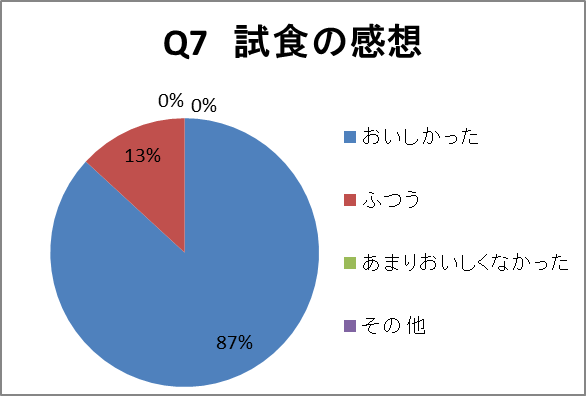 Q7　試食の感想
0% 0%
13%
87%
おいしかった
ふつう
あまりおいしくなかった
その他